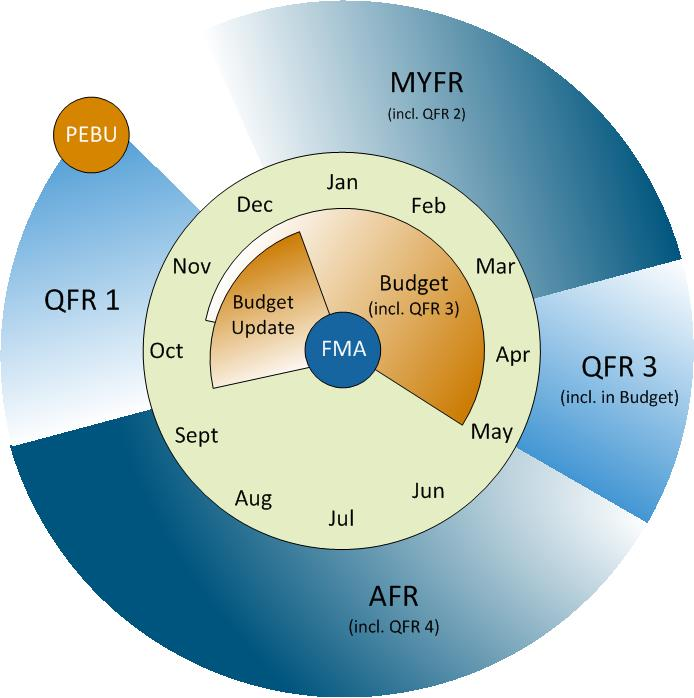 MYFR
(incl. QFR 2)
PEBU
Jan
Dec
Feb
Nov
Mar
QFR 1
Budget
(incl. QFR 3)
Budget
Update
FMA
Oct
Apr
QFR 3
(incl. in Budget)
Sept
May
Aug
Jun
Jul
AFR
(incl. QFR 4)